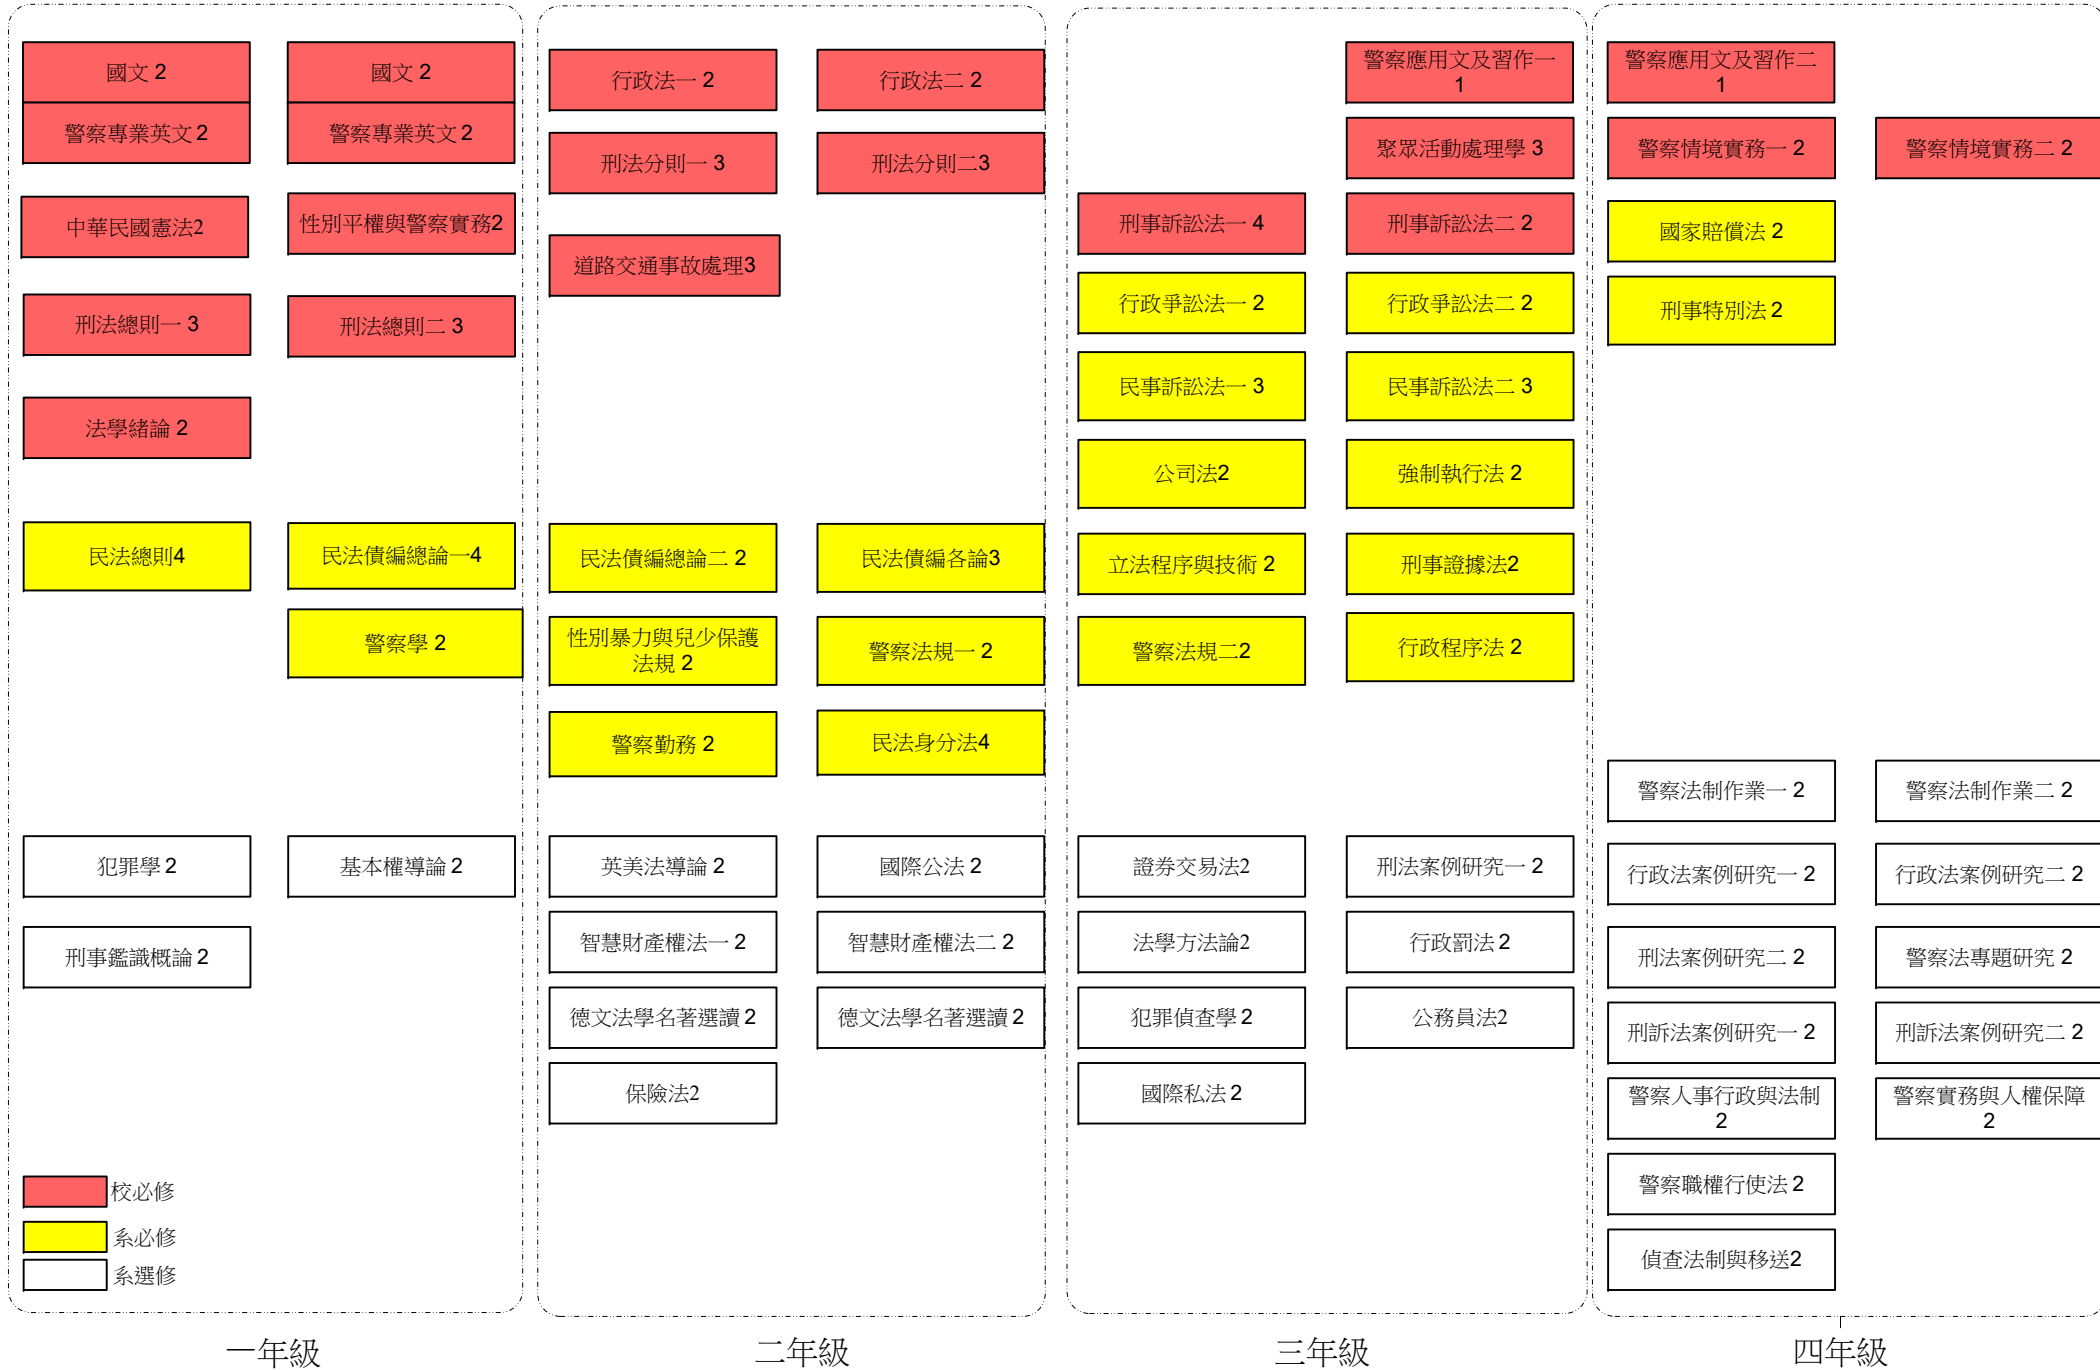 國文 2
警察專業英文 2
中華民國憲法2
刑法總則一 3
法學緒論 2
民法總則4
犯罪學 2
刑事鑑識概論 2
國文 2
警察專業英文 2
性別平權與警察實務2
刑法總則二 3
民法債編總論一4
警察學 2
基本權導論 2
校必修
系必修
系選修
一年級
行政法一 2
刑法分則一 3
道路交通事故處理3
民法債編總論二 2
性別暴力與兒少保護
法規 2
警察勤務 2
英美法導論 2
智慧財產權法一 2
德文法學名著選讀 2
保險法2
行政法二 2
刑法分則二3
民法債編各論3
警察法規一 2
民法身分法4
國際公法 2
智慧財產權法二 2
德文法學名著選讀 2
二年級
刑事訴訟法一 4
行政爭訟法一 2
民事訴訟法一 3
公司法2
立法程序與技術 2
警察法規二2
證券交易法2
法學方法論2
犯罪偵查學 2
國際私法 2
警察應用文及習作一
1
聚眾活動處理學 3
刑事訴訟法二 2
行政爭訟法二 2
民事訴訟法二 3
強制執行法 2
刑事證據法2
行政程序法 2
刑法案例研究一 2
行政罰法 2
公務員法2
三年級
警察應用文及習作二
1
警察情境實務一 2
國家賠償法 2
刑事特別法 2
警察法制作業一 2
行政法案例研究一 2
刑法案例研究二 2
刑訴法案例研究一 2
警察人事行政與法制
2
警察職權行使法 2
偵查法制與移送2
警察情境實務二 2
警察法制作業二 2
行政法案例研究二 2
警察法專題研究 2
刑訴法案例研究二 2
警察實務與人權保障
2
四年級